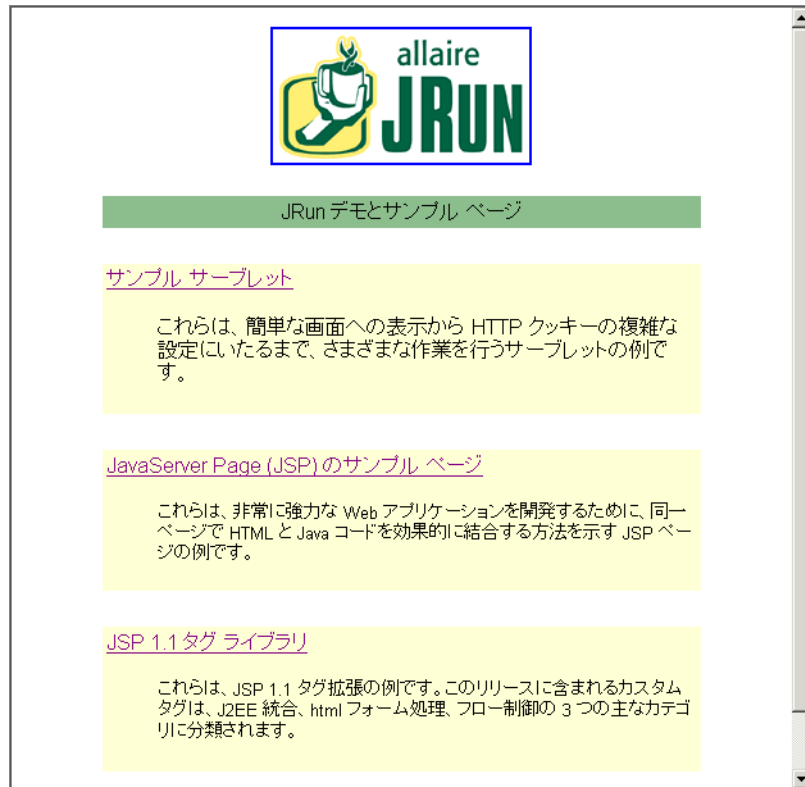 allaire
JRUN
JRun デモとサンプル ページ
サンプル サーブレット
これらは、簡単な画面への表示から HTTP クッキーの複雑な
設定にいたるまで、さまざまな作業を行うサーブレットの例で
す。
JavaServer Page (JSP) のサンプル ページ
これらは、非常に強力な Web アプリケーションを開発するために、同一
ページで HTML と Java コードを効果的に結合する方法を示す JSP ペー
ジの例です。
JSP 1.1 タグ ライブラリ
これらは、JSP 1.1 タグ拡張の例です。このリリースに含まれるカスタム
タグは、J2EE 統合、html フォーム処理、フロー制御の 3 つの主なカテゴ
リに分類されます。